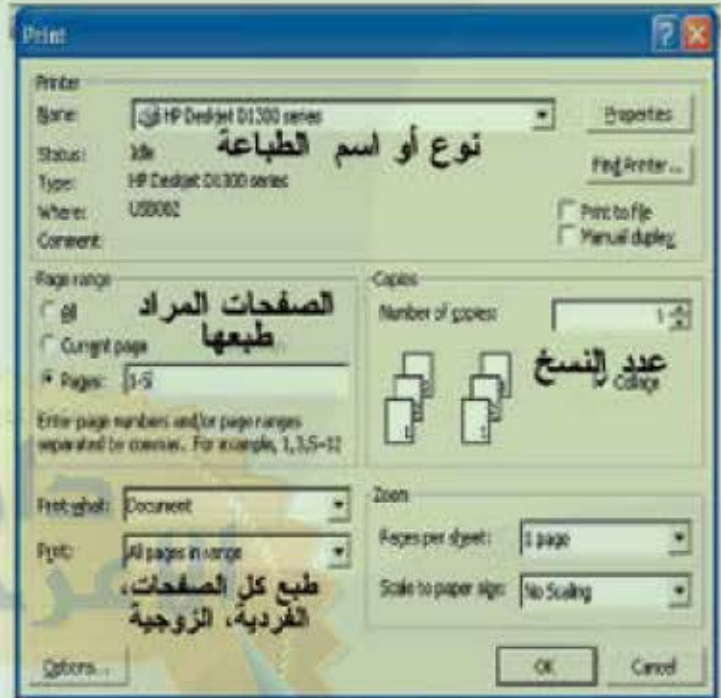 Print
Printer
Name: HP Deskjet D1300 series Properties
Status: Idle نوع أو اسم الطباعة Find Printer...
Type: HP Deskjet D1300 series
Where: USB002 Print to file
Comment: Manual duplex
Page range
All الصفحات المراد
طبعها
Current page
Pages: 1-5
Enter page numbers and/or page ranges
separated by commas. For example, 1,3,5-12
Copies
Number of copies: 1
عدد النسخ
Collate
Print what: Document
Print: All pages in range
طبع كل الصفحات،
الفردية، الزوجية
Zoom
Pages per sheet: 1 page
Scale to paper size: No Scaling
Options... OK Cancel